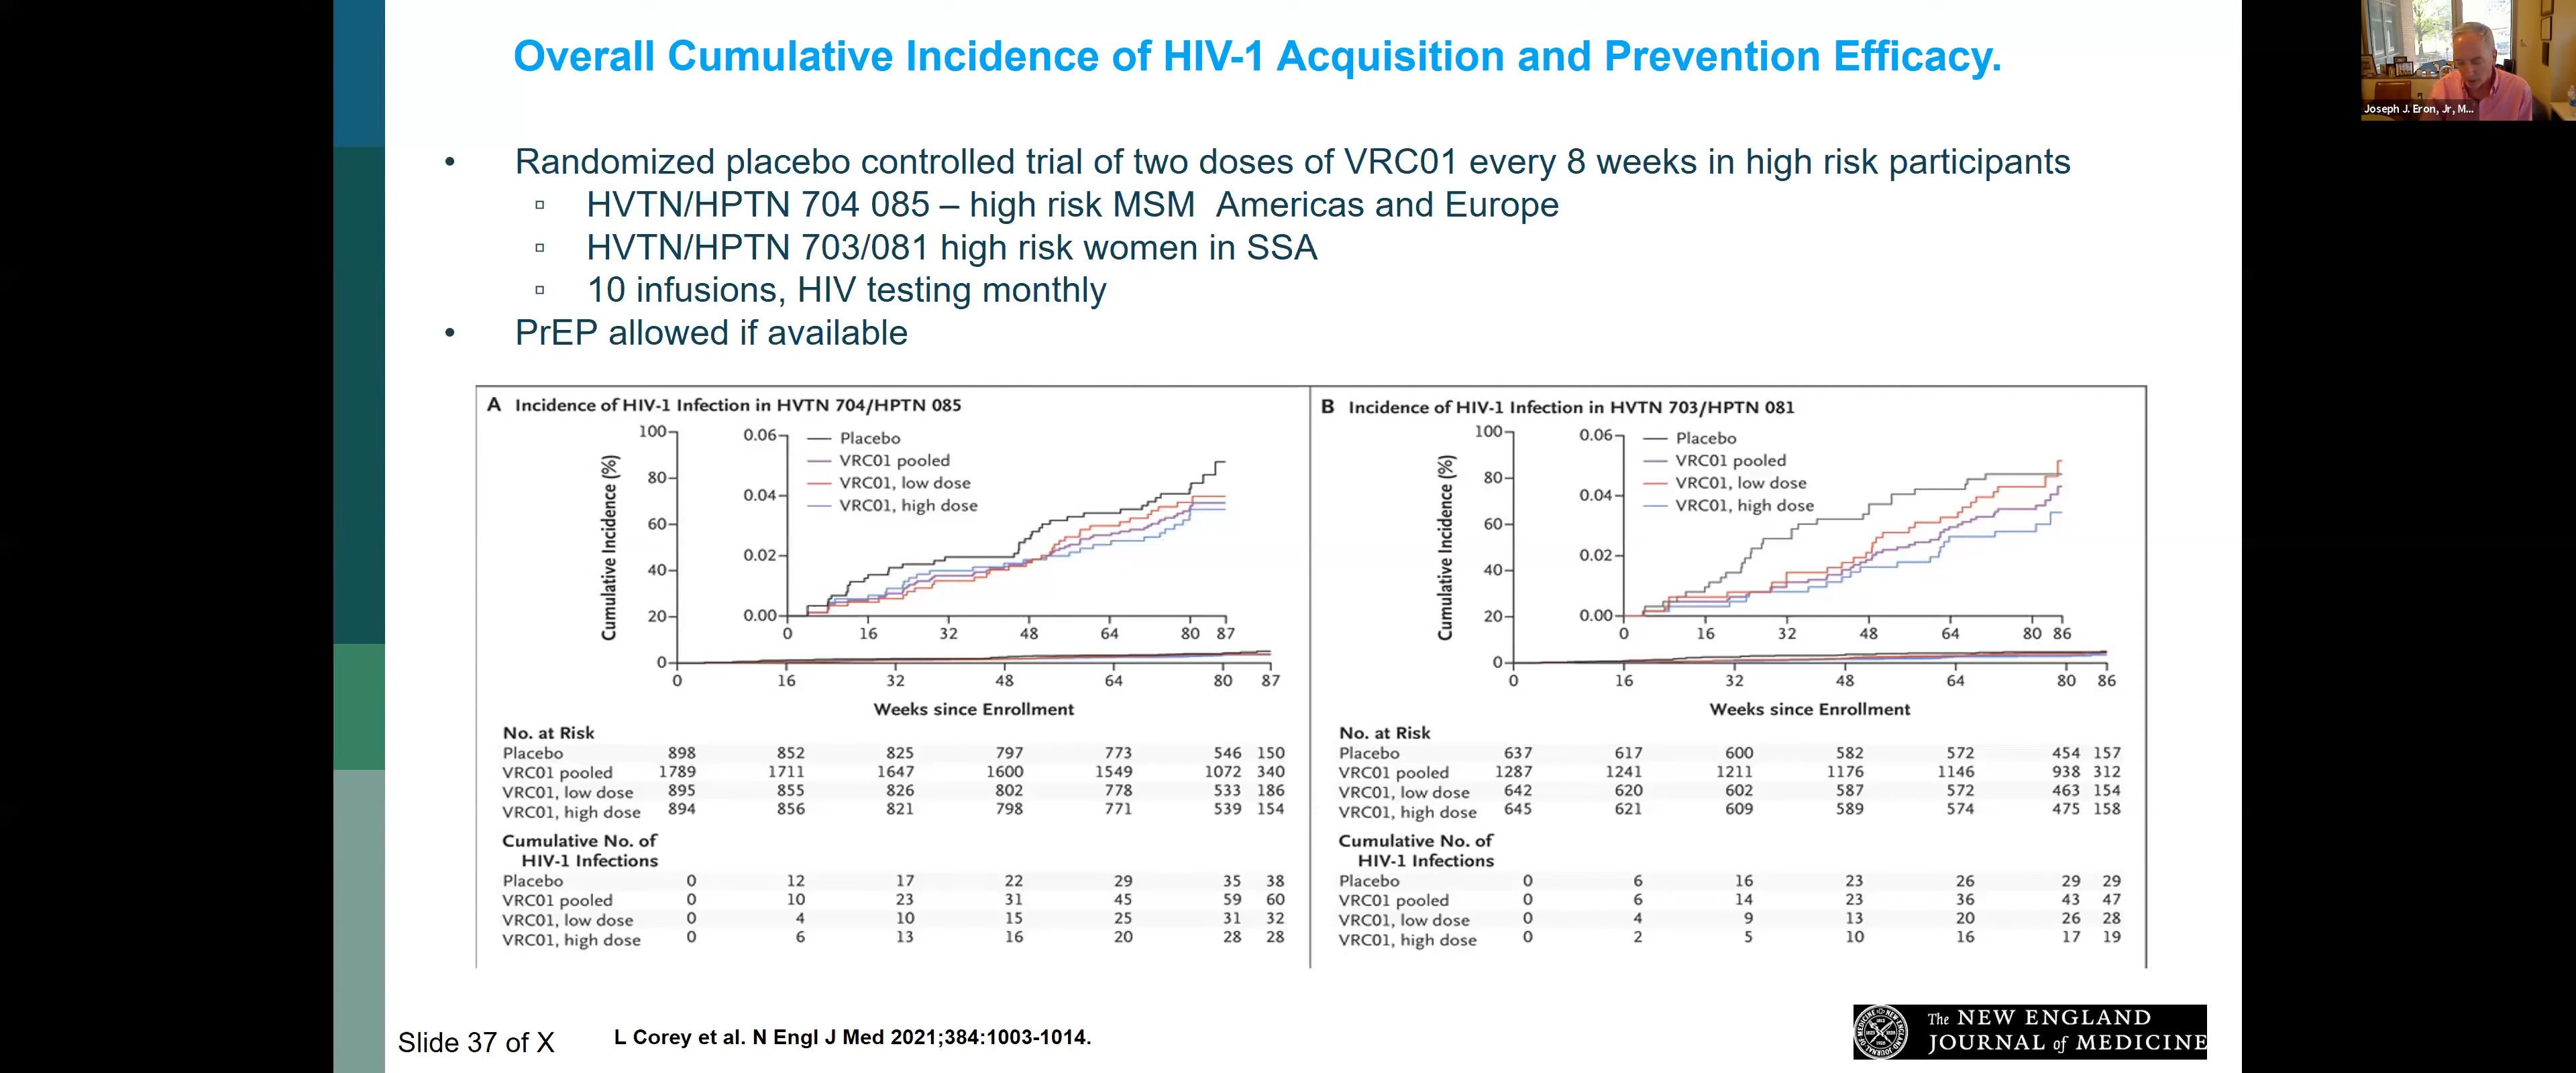 Overall Cumulative Incidence of HIV-1 Acquisition and Prevention Efficacy.
Joseph J. Eron, Jr, M...
• Randomized placebo controlled trial of two doses of VRC01 every 8 weeks in high risk participants
▫ HVTN/HPTN 704 085 – high risk MSM Americas and Europe
▫ HVTN/HPTN 703/081 high risk women in SSA
▫ 10 infusions, HIV testing monthly
• PrEP allowed if available
A Incidence of HIV-1 Infection in HVTN 704/HPTN 085
Cumulative Incidence (%)
100
80
60
40
20
0
0.06
0.04
0.02
0.00
Placebo
VRC01 pooled
VRC01, low dose
VRC01, high dose
0 16 32 48 64 80 87
0 16 32 48 64 80 87
Weeks since Enrollment
No. at Risk
Placebo 898 852 825 797 773 546 150
VRC01 pooled 1789 1711 1647 1600 1549 1072 340
VRC01, low dose 895 855 826 802 778 533 186
VRC01, high dose 894 856 821 798 771 539 154
Cumulative No. of
HIV-1 Infections
Placebo 0 12 17 22 29 35 38
VRC01 pooled 0 10 23 31 45 59 60
VRC01, low dose 0 4 10 15 25 31 32
VRC01, high dose 0 6 13 16 20 28 28
B Incidence of HIV-1 Infection in HVTN 703/HPTN 081
Cumulative Incidence (%)
100
80
60
40
20
0
0.06
0.04
0.02
0.00
Placebo
VRC01 pooled
VRC01, low dose
VRC01, high dose
0 16 32 48 64 80 86
0 16 32 48 64 80 86
Weeks since Enrollment
No. at Risk
Placebo 637 617 600 582 572 454 157
VRC01 pooled 1287 1241 1211 1176 1146 938 312
VRC01, low dose 642 620 602 587 572 463 154
VRC01, high dose 645 621 609 589 574 475 158
Cumulative No. of
HIV-1 Infections
Placebo 0 6 16 23 26 29 29
VRC01 pooled 0 6 14 23 36 43 47
VRC01, low dose 0 4 9 13 20 26 28
VRC01, high dose 0 2 5 10 16 17 19
Slide 37 of X
L Corey et al. N Engl J Med 2021;384:1003-1014.
The NEW ENGLAND
JOURNAL of MEDICINE